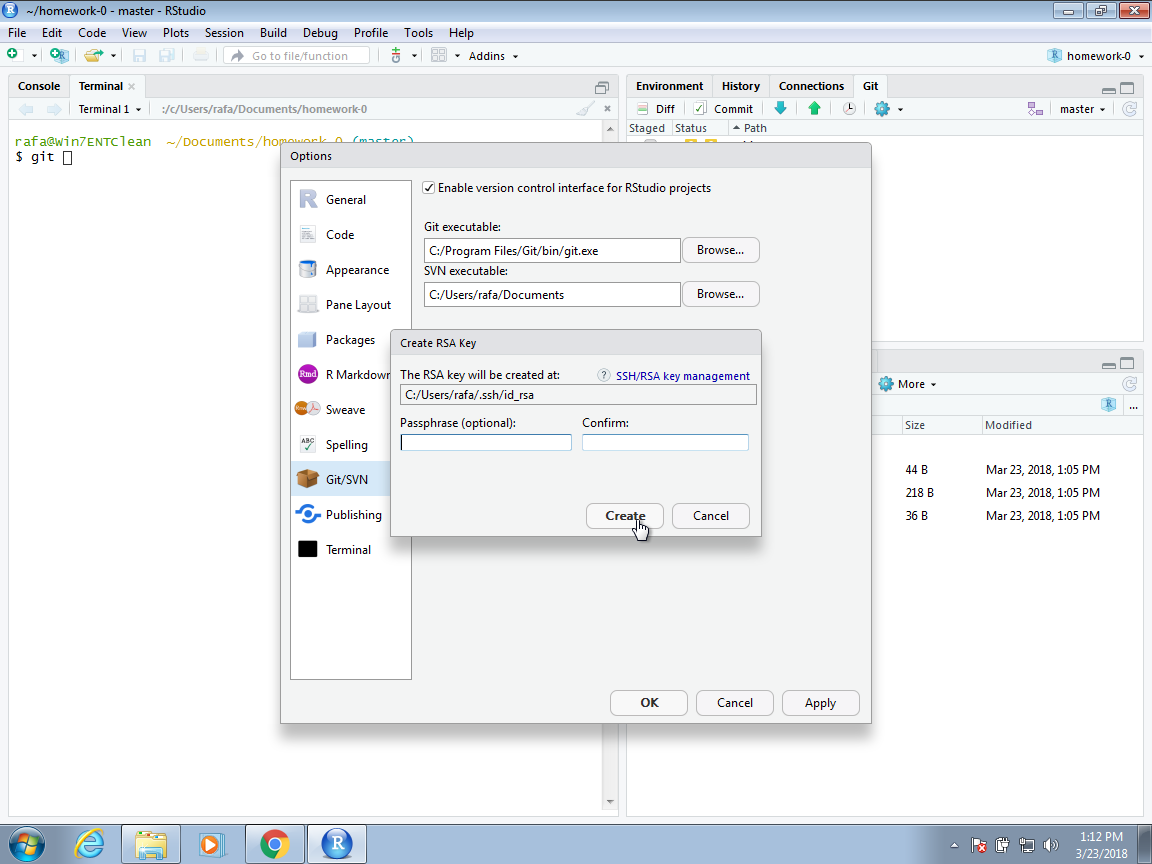 ~/homework-0 - master - RStudio
File Edit Code View Plots Session Build Debug Profile Tools Help
Go to file/function Addins homework-0
Console Terminal
Terminal 1 :/c/Users/rafa/Documents/homework-0
rafa@Win7ENTClean ~/Documents/homework-0 (master)
$ git
Environment History Connections Git
Diff Commit master
Staged Status Path
Options
General
Code
Appearance
Pane Layout
Packages
R Markdown
Sweave
Spelling
Git/SVN
Publishing
Terminal
Enable version control interface for RStudio projects
Git executable:
C:/Program Files/Git/bin/git.exe Browse...
SVN executable:
C:/Users/rafa/Documents Browse...
Create RSA Key
The RSA key will be created at: ? SSH/RSA key management
C:/Users/rafa/.ssh/id_rsa
Passphrase (optional): Confirm:
Create Cancel
OK Cancel Apply
More
...
Size Modified
44 B Mar 23, 2018, 1:05 PM
218 B Mar 23, 2018, 1:05 PM
36 B Mar 23, 2018, 1:05 PM
1:12 PM
3/23/2018